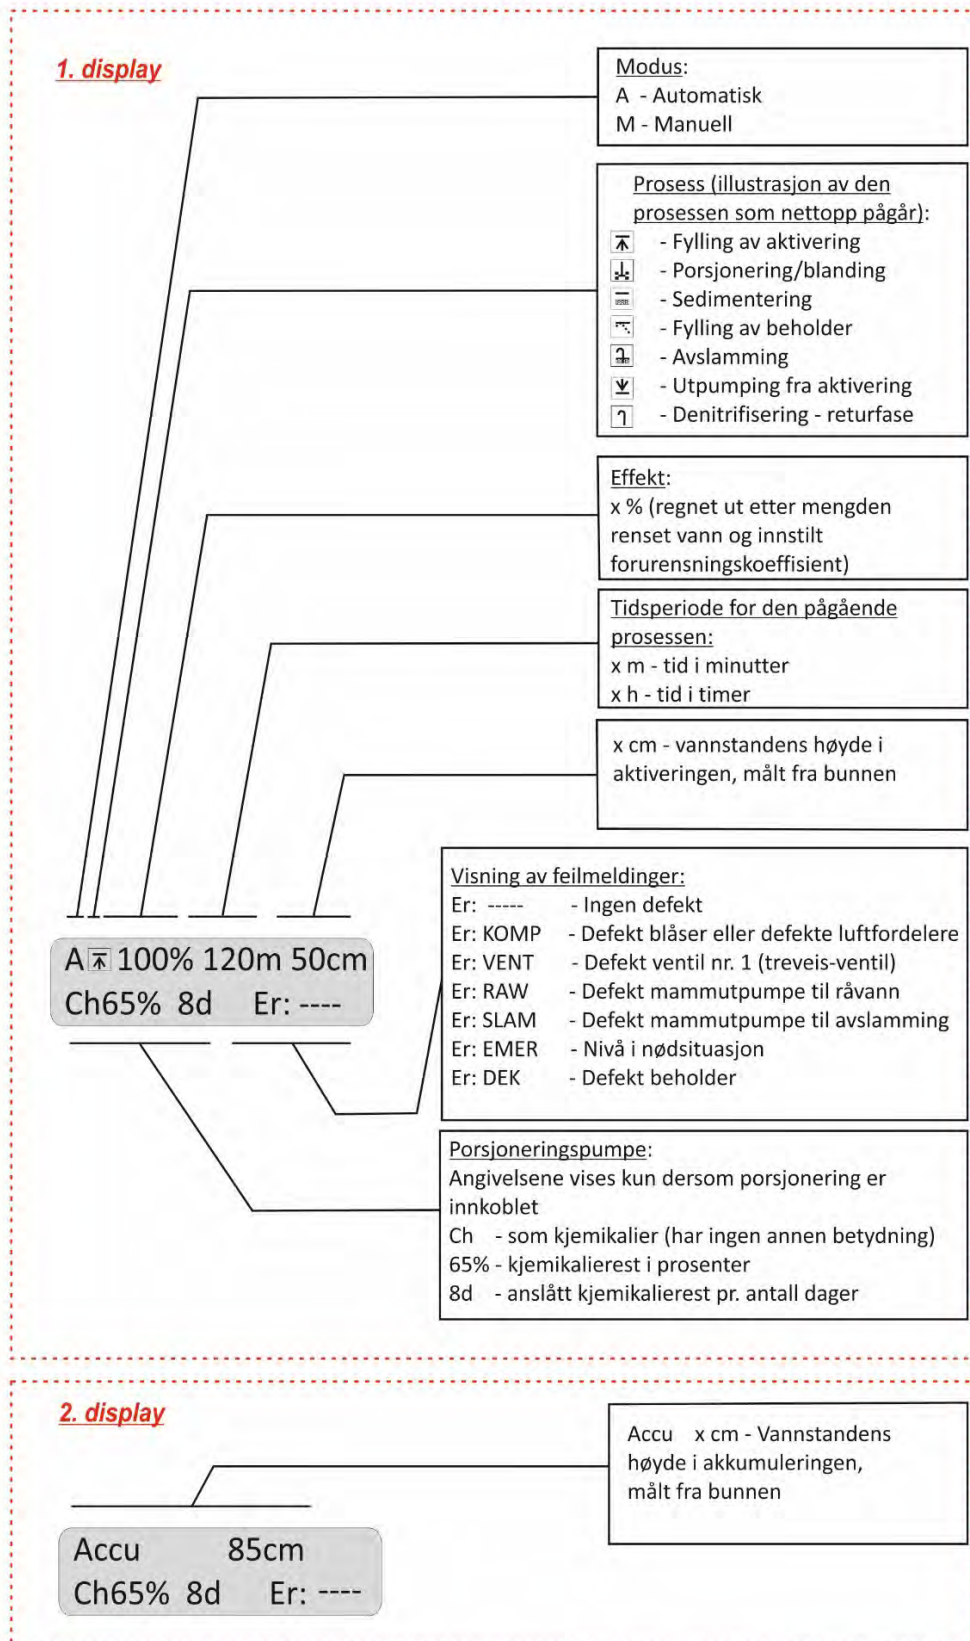 1. display
Modus:
A - Automatisk
M - Manuell
Prosess (illustrasjon av den
prosessen som nettopp pågår):
- Fylling av aktivering
- Porsjonering/blanding
- Sedimentering
- Fylling av beholder
- Avslamming
- Utpumping fra aktivering
- Denitrifisering - returfase
Effekt:
x % (regnet ut etter mengden
renset vann og innstilt
forurensningskoeffisient)
Tidsperiode for den pågående
prosessen:
x m - tid i minutter
x h - tid i timer
x cm - vannstandens høyde i
aktiveringen, målt fra bunnen
Visning av feilmeldinger:
Er: ----- - Ingen defekt
Er: KOMP - Defekt blåser eller defekte luftfordelere
Er: VENT - Defekt ventil nr. 1 (treveis-ventil)
Er: RAW - Defekt mammutpumpe til råvann
Er: SLAM - Defekt mammutpumpe til avslamming
Er: EMER - Nivå i nødsituasjon
Er: DEK - Defekt beholder
A 100% 120m 50cm
Ch65% 8d Er: ----
Porsjoneringspumpe:
Angivelsene vises kun dersom porsjonering er
innkoblet
Ch - som kjemikalier (har ingen annen betydning)
65% - kjemikalierest i prosenter
8d - anslått kjemikalierest pr. antall dager
2. display
Accu x cm - Vannstandens
høyde i akkumuleringen,
målt fra bunnen
Accu 85cm
Ch65% 8d Er: ----